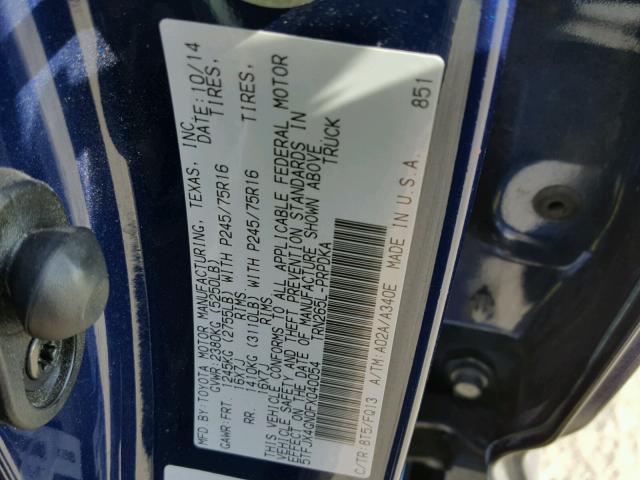 MFD BY: TOYOTA MOTOR MANUFACTURING, TEXAS, INC. DATE: 10/14
GVWR: 2380KG (5250LB)
GAWR: FRT. 1245KG (2755LB) WITH P245/75R16 TIRES,
16X7J RIMS
RR. 1410KG (3110LB) WITH P245/75R16 TIRES,
16X7J RIMS
THIS VEHICLE CONFORMS TO ALL APPLICABLE FEDERAL MOTOR
VEHICLE SAFETY AND THEFT PREVENTION STANDARDS IN
EFFECT ON THE DATE OF MANUFACTURE SHOWN ABOVE.
5TFJX4GN0FX040054 TRN265L-PRPDKA TRUCK
C/TR: 8T5/FQ13 A/TM: A02A/A340E MADE IN U.S.A. 851